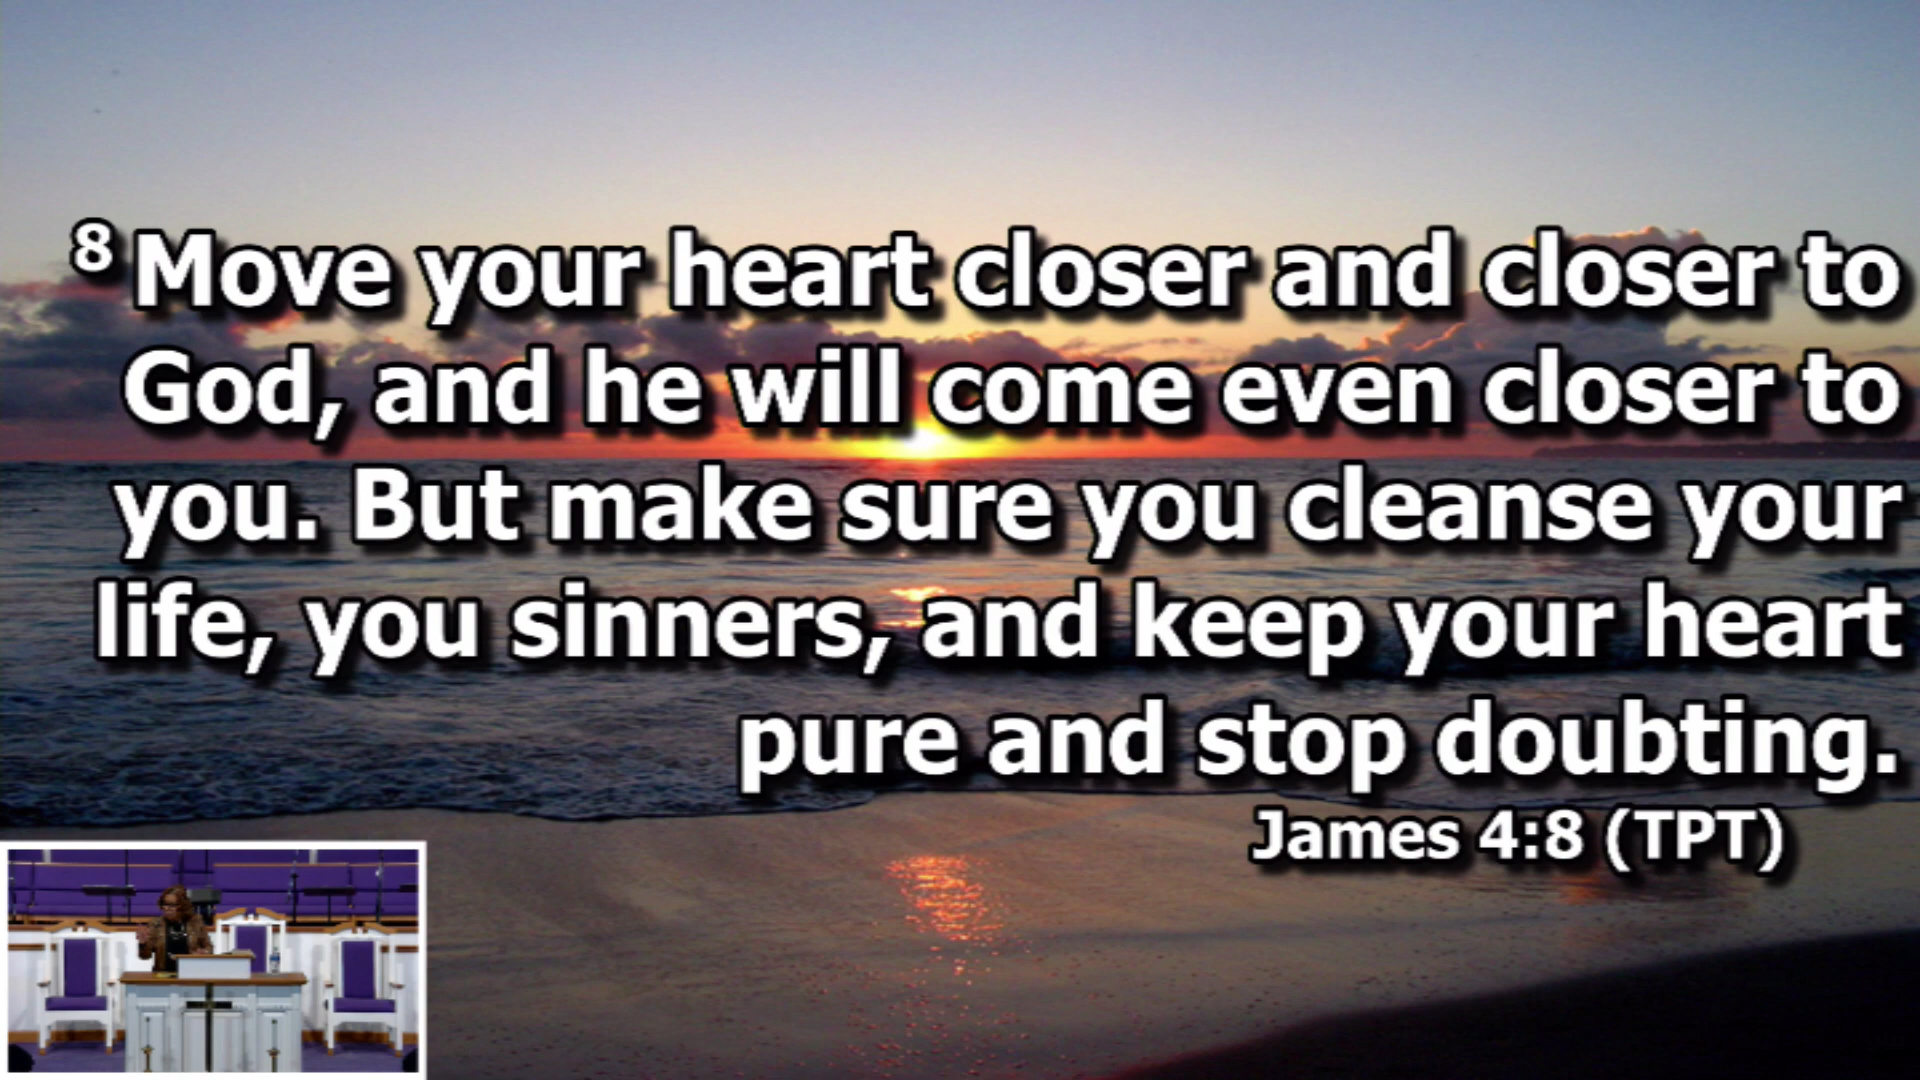 8 Move your heart closer and closer to
God, and he will come even closer to
you. But make sure you cleanse your
life, you sinners, and keep your heart
pure and stop doubting.
James 4:8 (TPT)